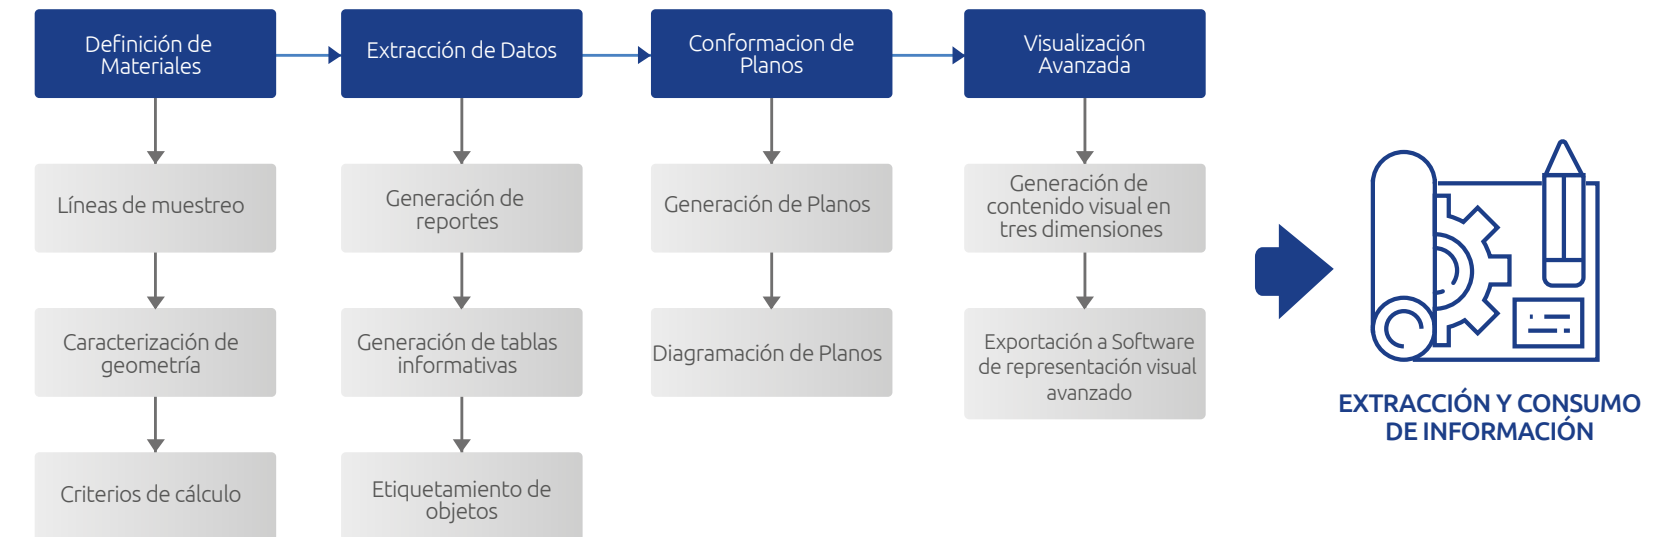 Definición de
Materiales
Extracción de Datos
Conformacion de
Planos
Visualización
Avanzada
Líneas de muestreo
Generación de
reportes
Generación de Planos
Generación de
contenido visual en
tres dimensiones
Caracterización de
geometría
Generación de tablas
informativas
Diagramación de Planos
Exportación a Software
de representación visual
avanzado
Criterios de cálculo
Etiquetamiento de
objetos
EXTRACCIÓN Y CONSUMO
DE INFORMACIÓN